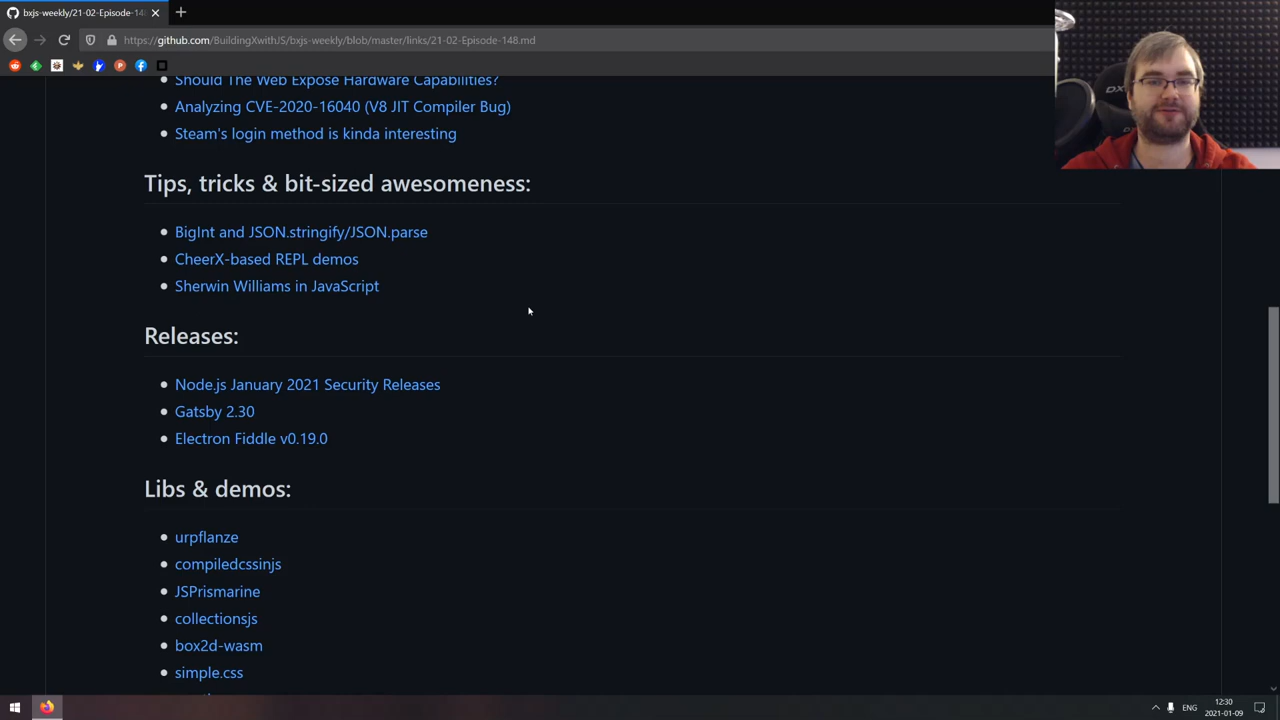 bxjs-weekly/21-02-Episode-148
https://github.com/BuildingXwithJS/bxjs-weekly/blob/master/links/21-02-Episode-148.md
Should The Web Expose Hardware Capabilities?
Analyzing CVE-2020-16040 (V8 JIT Compiler Bug)
Steam's login method is kinda interesting
Tips, tricks & bit-sized awesomeness:
BigInt and JSON.stringify/JSON.parse
CheerX-based REPL demos
Sherwin Williams in JavaScript
Releases:
Node.js January 2021 Security Releases
Gatsby 2.30
Electron Fiddle v0.19.0
Libs & demos:
urpflanze
compiledcssinjs
JSPrismarine
collectionsjs
box2d-wasm
simple.css
ENG
12:30
2021-01-09